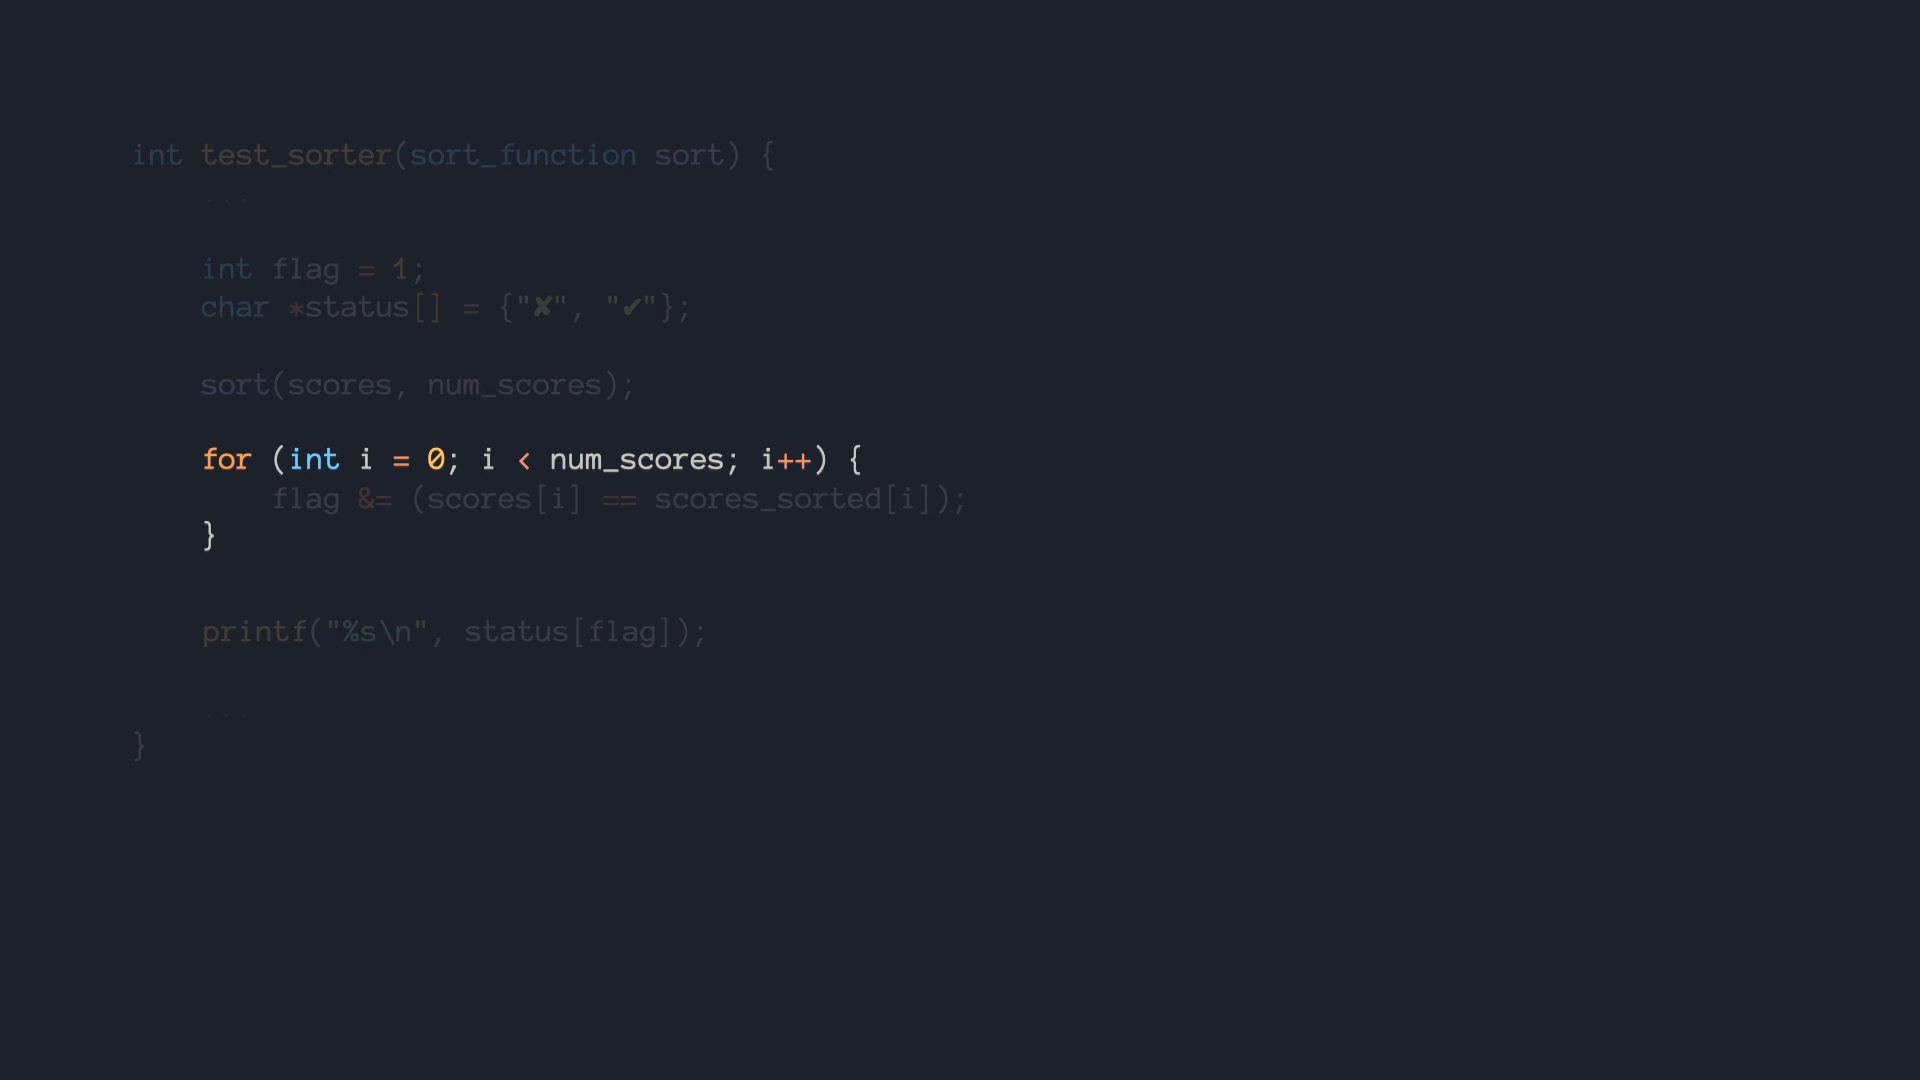 int test_sorter(sort_function sort) {
...
int flag = 1;
char *status[] = {"✘", "✔"};
sort(scores, num_scores);
for (int i = 0; i < num_scores; i++) {
flag &= (scores[i] == scores_sorted[i]);
}
printf("%s\n", status[flag]);
...
}